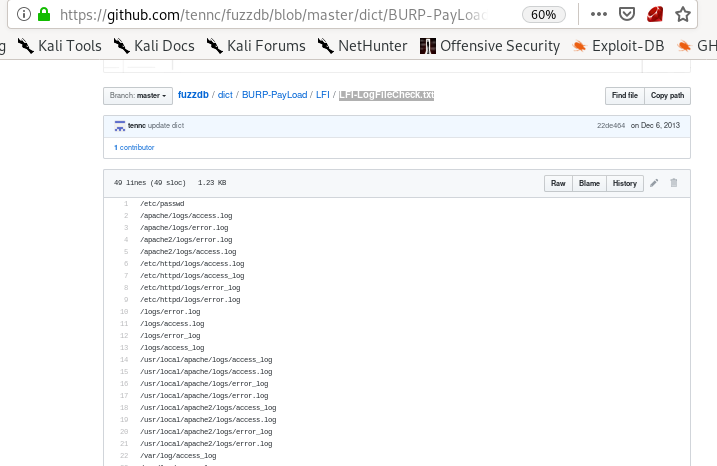 https://github.com/tennc/fuzzdb/blob/master/dict/BURP-PayLoad 60%
g Kali Tools Kali Docs Kali Forums NetHunter Offensive Security Exploit-DB GH
Branch: master fuzzdb / dict / BURP-PayLoad / LFI / LFI-LogFileCheck.txt Find file Copy path
tennc update dict 22de464 on Dec 6, 2013
1 contributor
49 lines (49 sloc) 1.23 KB Raw Blame History
1 /etc/passwd
2 /apache/logs/access.log
3 /apache/logs/error.log
4 /apache2/logs/error.log
5 /apache2/logs/access.log
6 /etc/httpd/logs/access.log
7 /etc/httpd/logs/access_log
8 /etc/httpd/logs/error_log
9 /etc/httpd/logs/error.log
10 /logs/error.log
11 /logs/access.log
12 /logs/error_log
13 /logs/access_log
14 /usr/local/apache/logs/access_log
15 /usr/local/apache/logs/access.log
16 /usr/local/apache/logs/error_log
17 /usr/local/apache/logs/error.log
18 /usr/local/apache2/logs/access_log
19 /usr/local/apache2/logs/access.log
20 /usr/local/apache2/logs/error_log
21 /usr/local/apache2/logs/error.log
22 /var/log/access_log